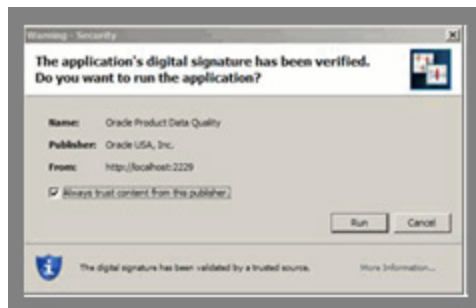 Warning - Security
The application's digital signature has been verified.
Do you want to run the application?
Name: Oracle Product Data Quality
Publisher: Oracle USA, Inc.
From: http://localhost:2229
Always trust content from this publisher.
Run Cancel
The digital signature has been validated by a trusted source. More Information...